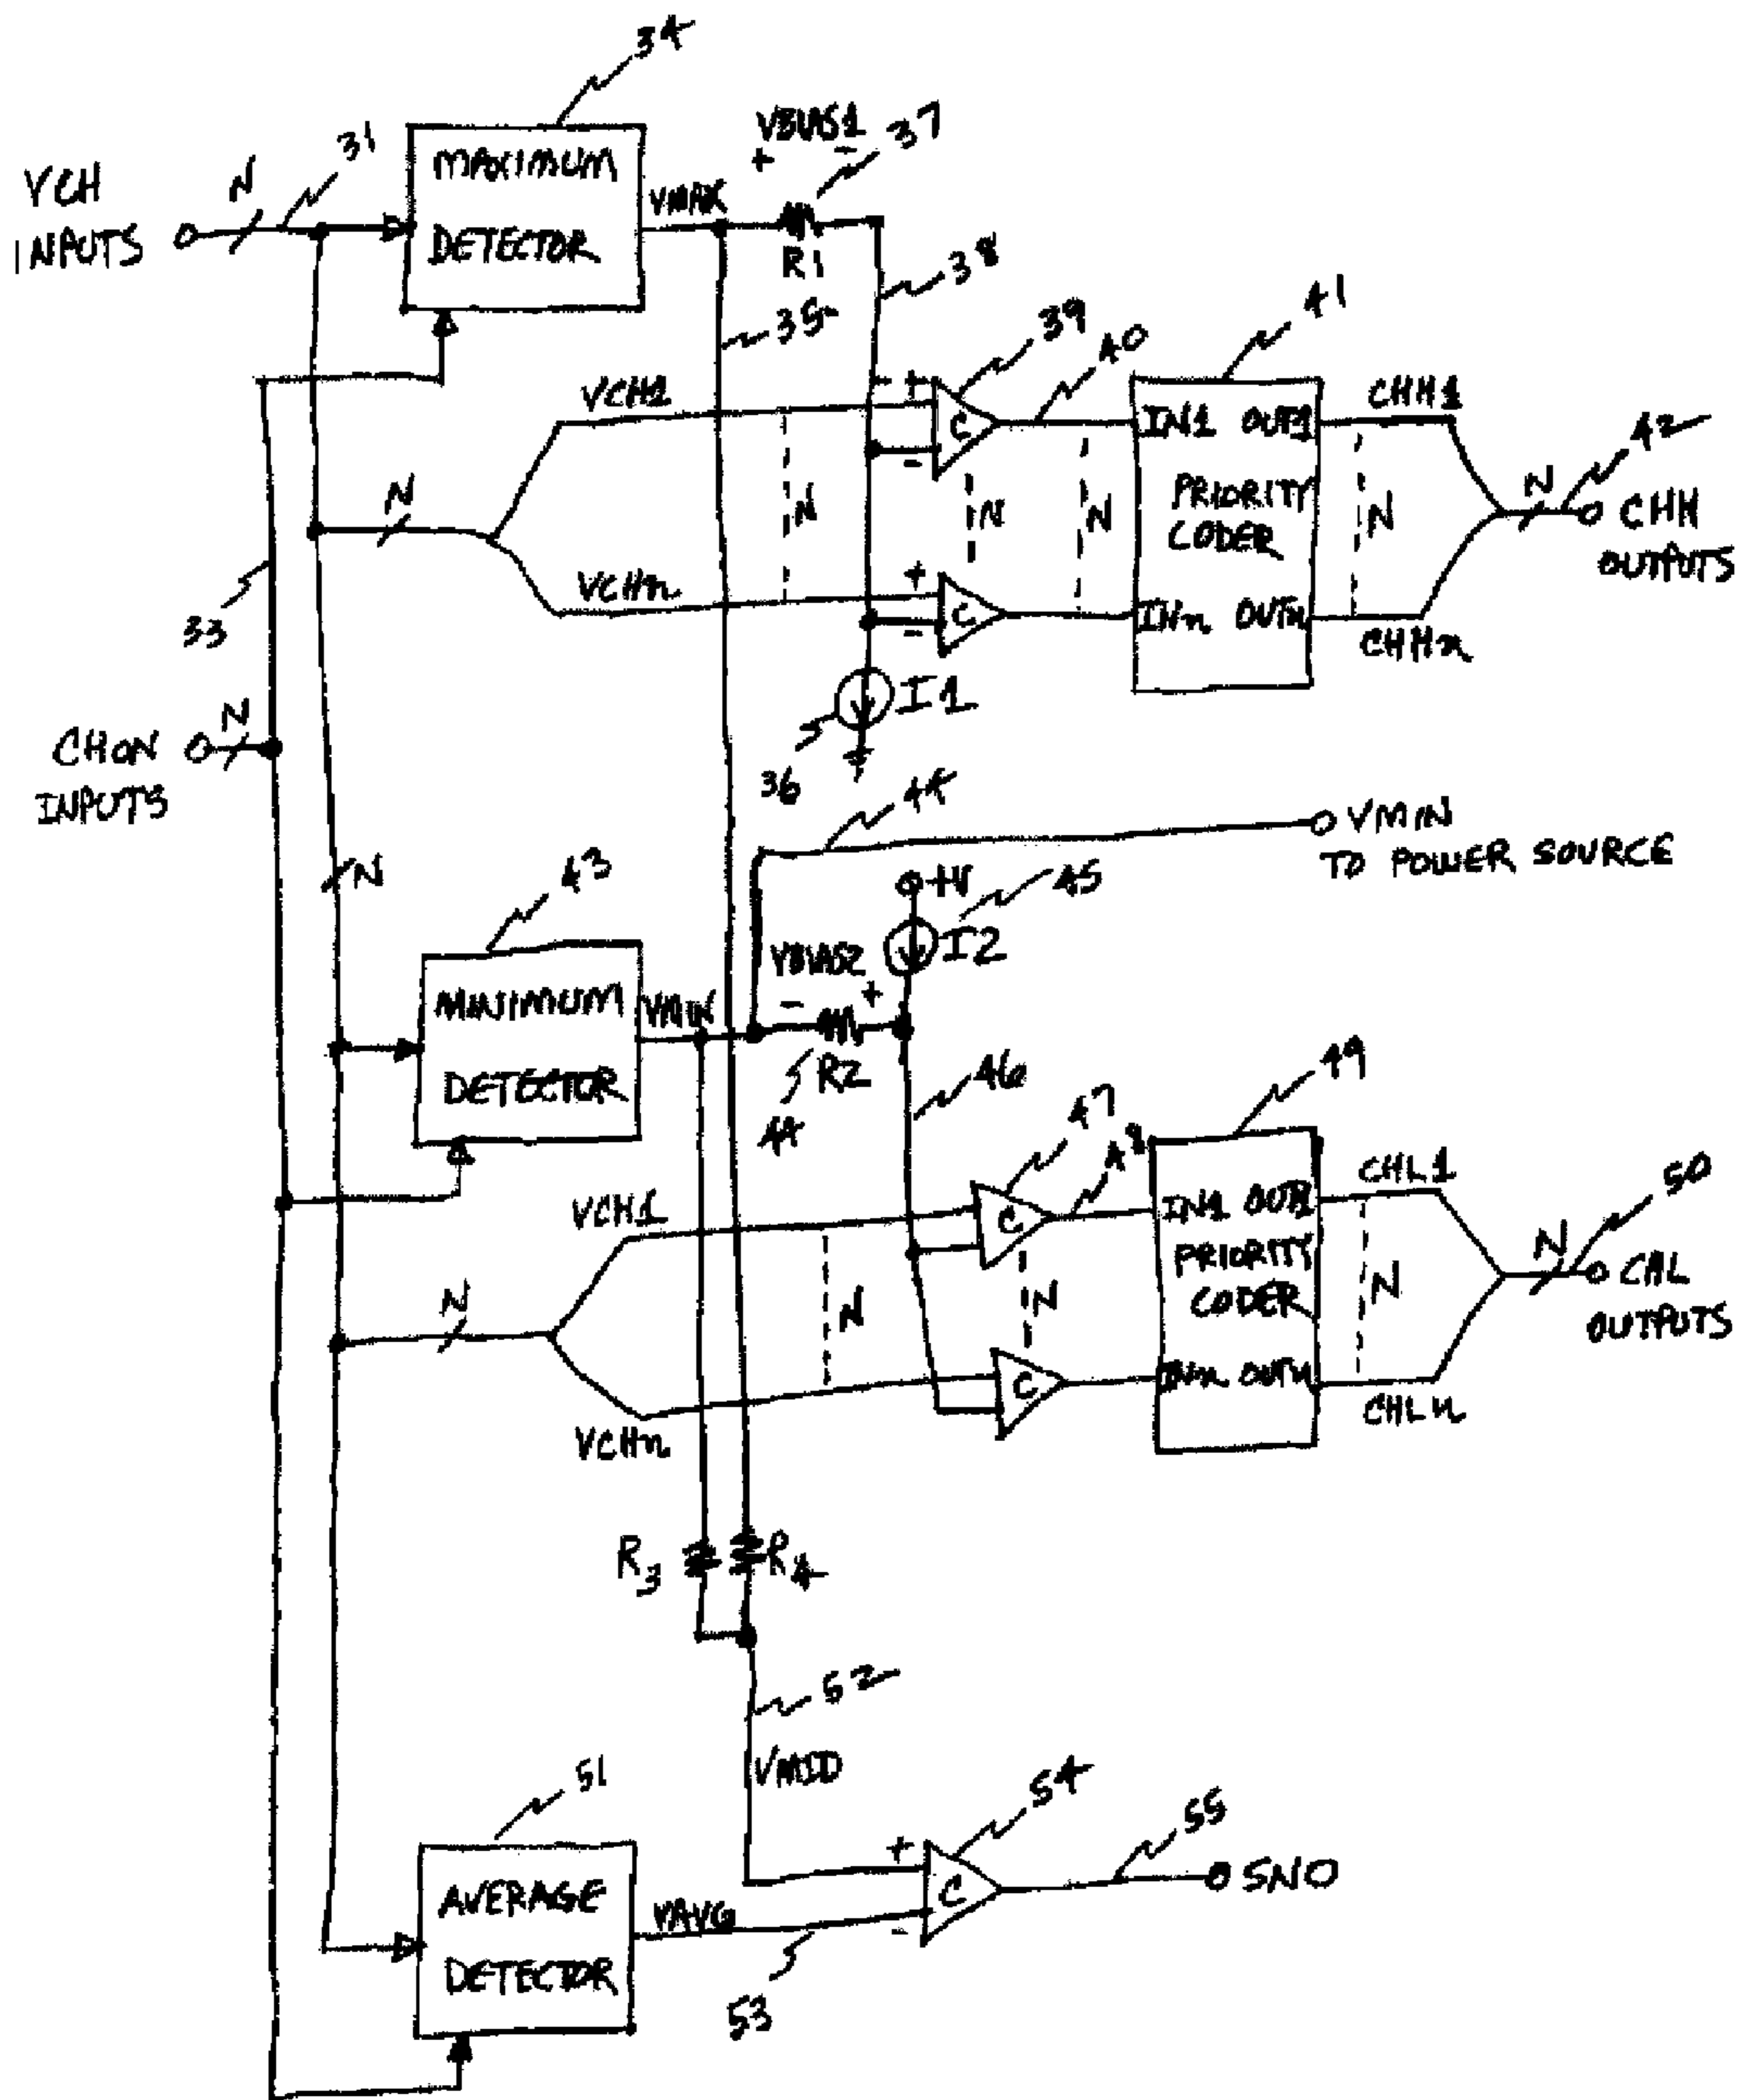 34
VCH
INPUTS
N
31
MAXIMUM
DETECTOR
VMAX
VBIAS1
+ -
37
R1
38
35
33
CHON
INPUTS
N
N
VCH1
VCHn
N
+
-
C
39
40
N
N
+
-
C
41
IN1 OUT1
PRIORITY
CODER
INn OUTn
CHH1
N
CHHn
N
42
CHH
OUTPUTS
I1
36
44
VMIN
TO POWER SOURCE
N
43
MINIMUM
DETECTOR
VMIN
VBIAS2
- +
R2
44
+V
45
I2
46
N
VCH1
VCHn
N
C
47
48
N
C
49
IN1 OUT1
PRIORITY
CODER
INn OUTn
CHL1
N
CHLn
N
50
CHL
OUTPUTS
R3
R4
52
VMID
51
AVERAGE
DETECTOR
VAVG
53
+
-
C
54
55
SNO